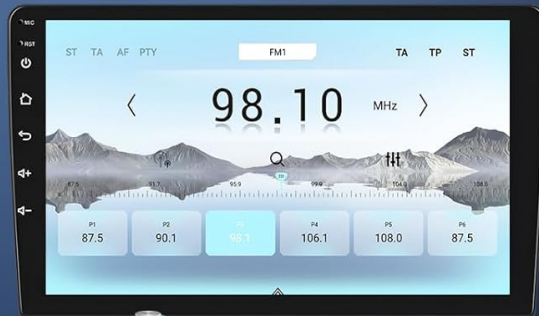 MIC
RST
ST TA AF PTY
FM1
TA TP ST
98.10 MHz
87.5 91.7 95.9 99.9 104.0 108.0
P1 P2 P3 P4 P5 P6
87.5 90.1 98.1 106.1 108.0 87.5